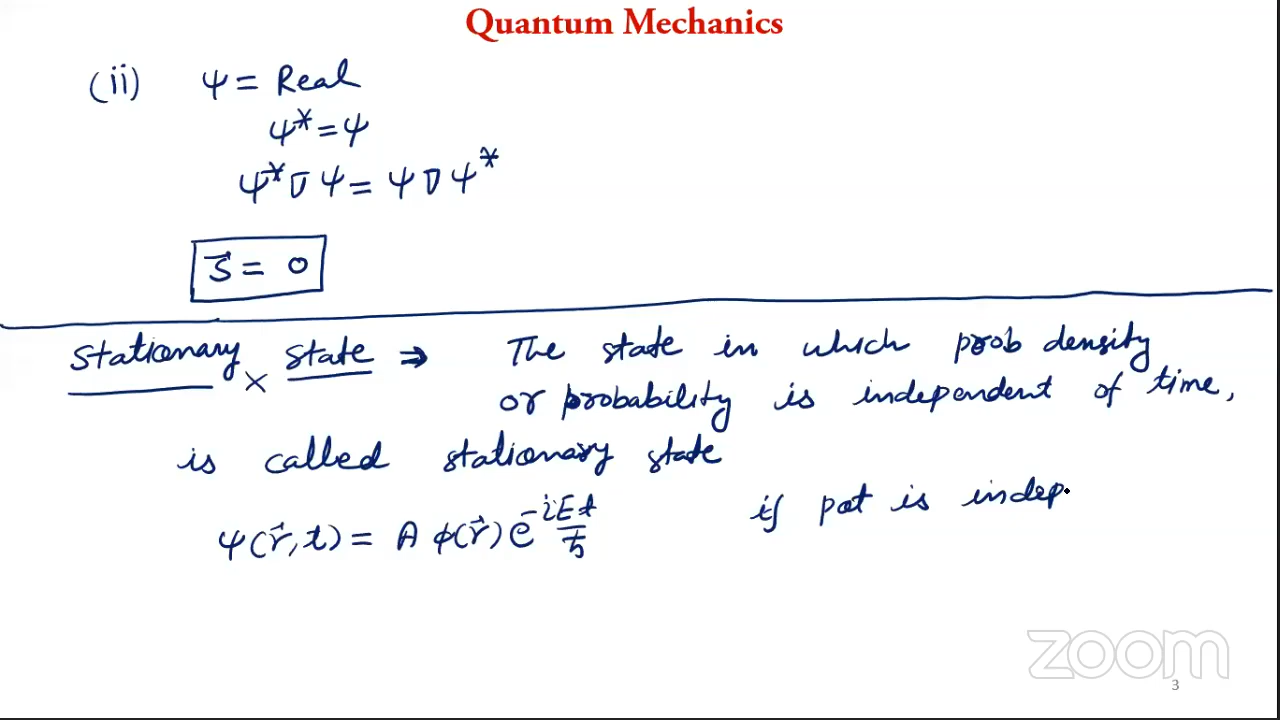 Quantum Mechanics
(ii) ψ = Real
ψ* = ψ
ψ*∇ψ = ψ∇ψ*
S⃗ = 0
Stationary × State ⇒ The state in which prob density
or probability is independent of time,
is called stationary state
ψ(r⃗,t) = A ϕ(r⃗) e^{-iEt/ħ} if pot is indep
zoom
3